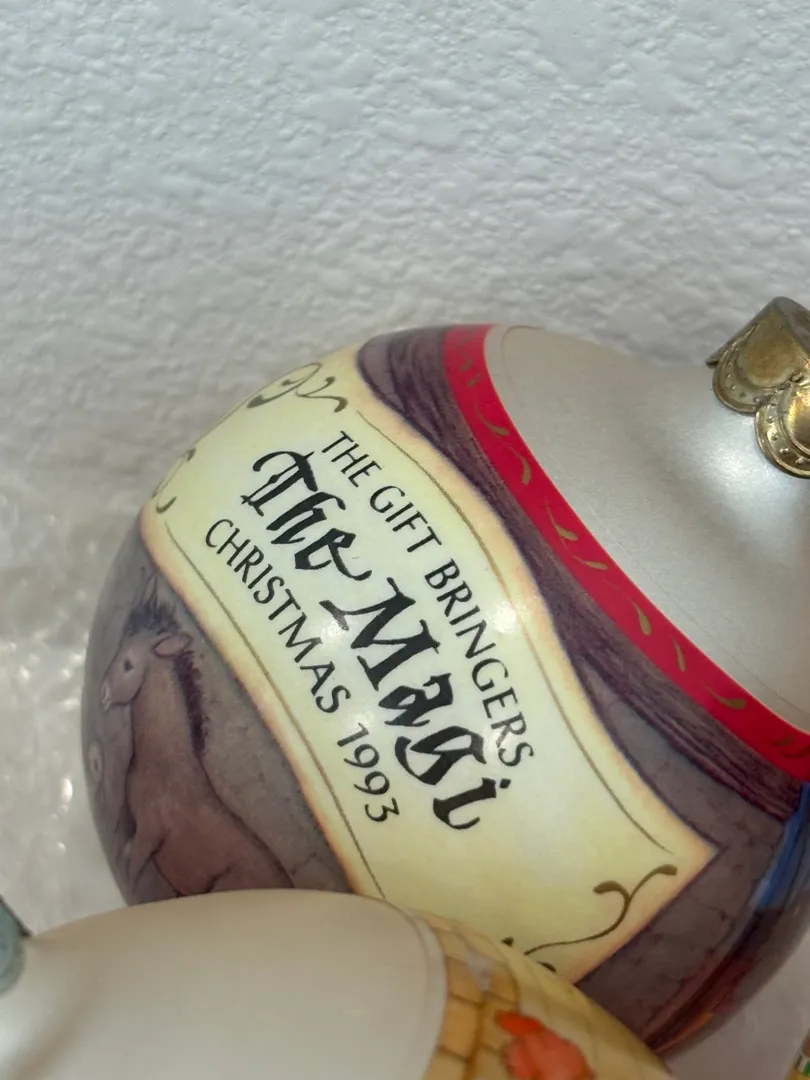 THE GIFT BRINGERS
The Magi
CHRISTMAS 1993